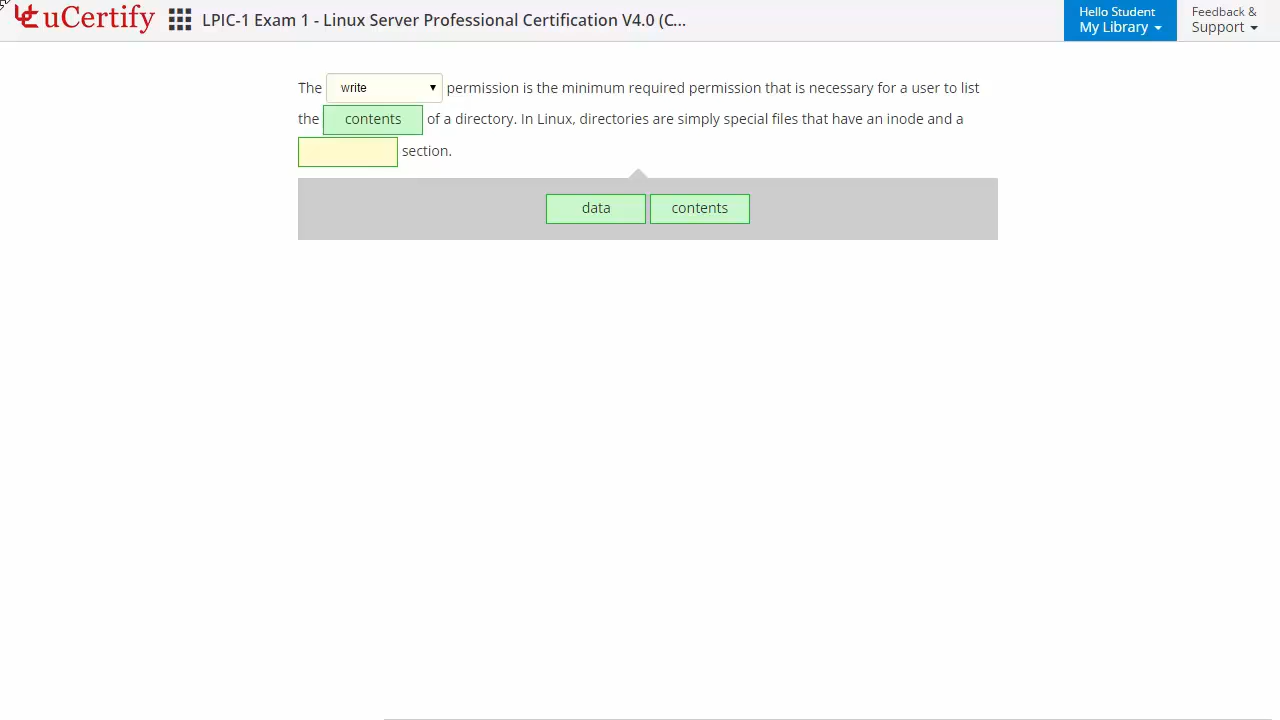 uCertify LPIC-1 Exam 1 - Linux Server Professional Certification V4.0 (C...
Hello Student
My Library
Feedback &
Support
The write permission is the minimum required permission that is necessary for a user to list
the contents of a directory. In Linux, directories are simply special files that have an inode and a
section.
data contents